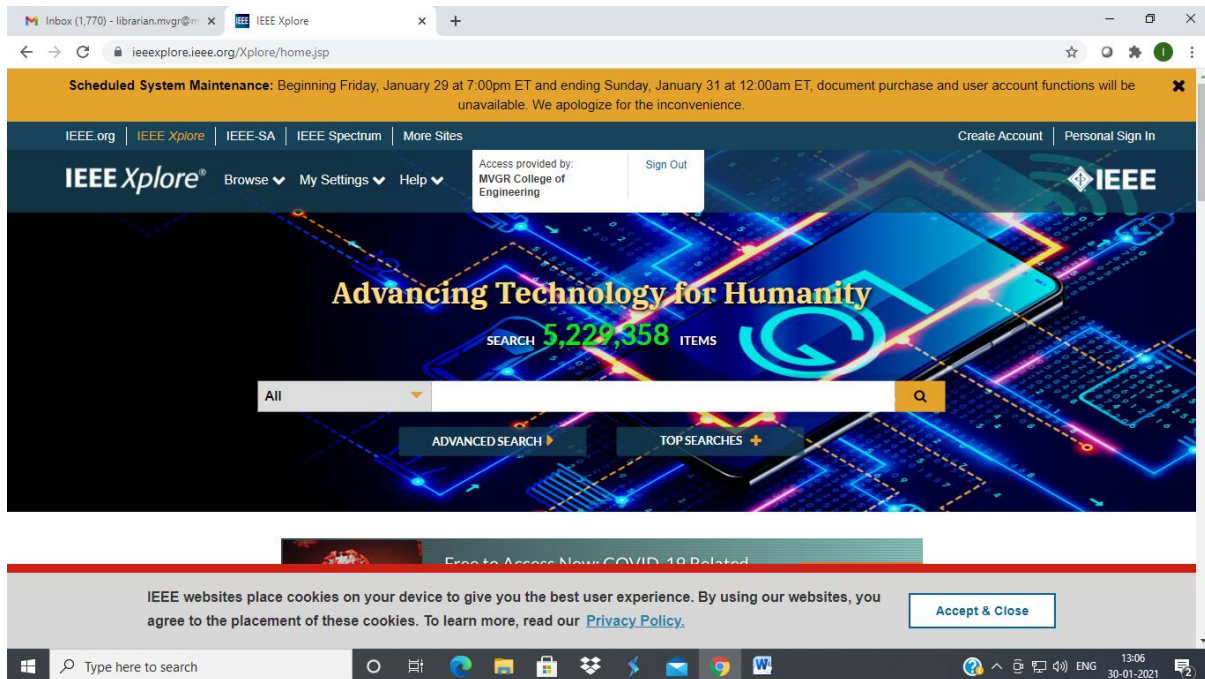 Inbox (1,770) - librarian.mvgr@m
IEEE Xplore
ieeexplore.ieee.org/Xplore/home.jsp
Scheduled System Maintenance: Beginning Friday, January 29 at 7:00pm ET and ending Sunday, January 31 at 12:00am ET, document purchase and user account functions will be
unavailable. We apologize for the inconvenience.
IEEE.org | IEEE Xplore | IEEE-SA | IEEE Spectrum | More Sites
Create Account | Personal Sign In
IEEE Xplore®
Browse My Settings Help
Access provided by:
MVGR College of
Engineering
Sign Out
IEEE
Advancing Technology for Humanity
SEARCH 5,229,358 ITEMS
All
ADVANCED SEARCH
TOP SEARCHES
Free to Access Now: COVID-19 Related
IEEE websites place cookies on your device to give you the best user experience. By using our websites, you
agree to the placement of these cookies. To learn more, read our Privacy Policy.
Accept & Close
Type here to search
ENG
13:06
30-01-2021